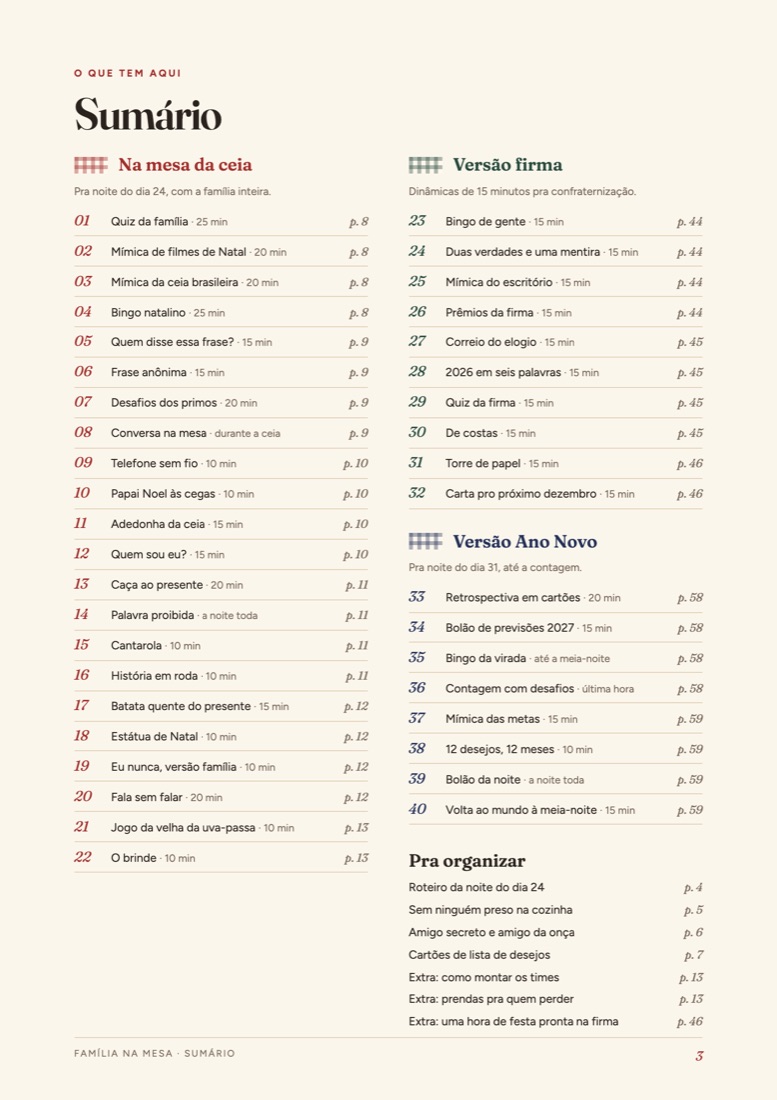 O QUE TEM AQUI
Sumário
Na mesa da ceia
Pra noite do dia 24, com a família inteira.
01 Quiz da família · 25 min p. 8
02 Mímica de filmes de Natal · 20 min p. 8
03 Mímica da ceia brasileira · 20 min p. 8
04 Bingo natalino · 25 min p. 8
05 Quem disse essa frase? · 15 min p. 9
06 Frase anônima · 15 min p. 9
07 Desafios dos primos · 20 min p. 9
08 Conversa na mesa · durante a ceia p. 9
09 Telefone sem fio · 10 min p. 10
10 Papai Noel às cegas · 10 min p. 10
11 Adedonha da ceia · 15 min p. 10
12 Quem sou eu? · 15 min p. 10
13 Caça ao presente · 20 min p. 11
14 Palavra proibida · a noite toda p. 11
15 Cantarola · 10 min p. 11
16 História em roda · 10 min p. 11
17 Batata quente do presente · 15 min p. 12
18 Estátua de Natal · 10 min p. 12
19 Eu nunca, versão família · 10 min p. 12
20 Fala sem falar · 20 min p. 12
21 Jogo da velha da uva-passa · 10 min p. 13
22 O brinde · 10 min p. 13
Versão firma
Dinâmicas de 15 minutos pra confraternização.
23 Bingo de gente · 15 min p. 44
24 Duas verdades e uma mentira · 15 min p. 44
25 Mímica do escritório · 15 min p. 44
26 Prêmios da firma · 15 min p. 44
27 Correio do elogio · 15 min p. 45
28 2026 em seis palavras · 15 min p. 45
29 Quiz da firma · 15 min p. 45
30 De costas · 15 min p. 45
31 Torre de papel · 15 min p. 46
32 Carta pro próximo dezembro · 15 min p. 46
Versão Ano Novo
Pra noite do dia 31, até a contagem.
33 Retrospectiva em cartões · 20 min p. 58
34 Bolão de previsões 2027 · 15 min p. 58
35 Bingo da virada · até a meia-noite p. 58
36 Contagem com desafios · última hora p. 58
37 Mímica das metas · 15 min p. 59
38 12 desejos, 12 meses · 10 min p. 59
39 Bolão da noite · a noite toda p. 59
40 Volta ao mundo à meia-noite · 15 min p. 59
Pra organizar
Roteiro da noite do dia 24 p. 4
Sem ninguém preso na cozinha p. 5
Amigo secreto e amigo da onça p. 6
Cartões de lista de desejos p. 7
Extra: como montar os times p. 13
Extra: prendas pra quem perder p. 13
Extra: uma hora de festa pronta na firma p. 46
FAMÍLIA NA MESA · SUMÁRIO 3